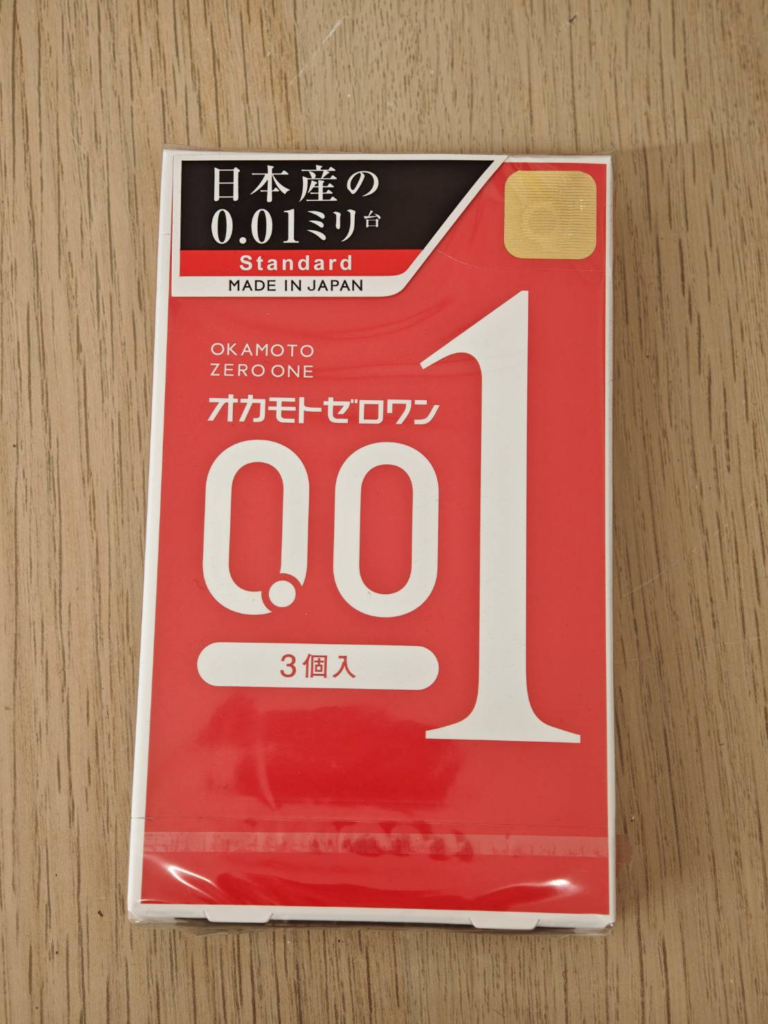 日本産の
0.01ミリ台
Standard
MADE IN JAPAN
OKAMOTO
ZERO ONE
オカモトゼロワン
0.01
3個入